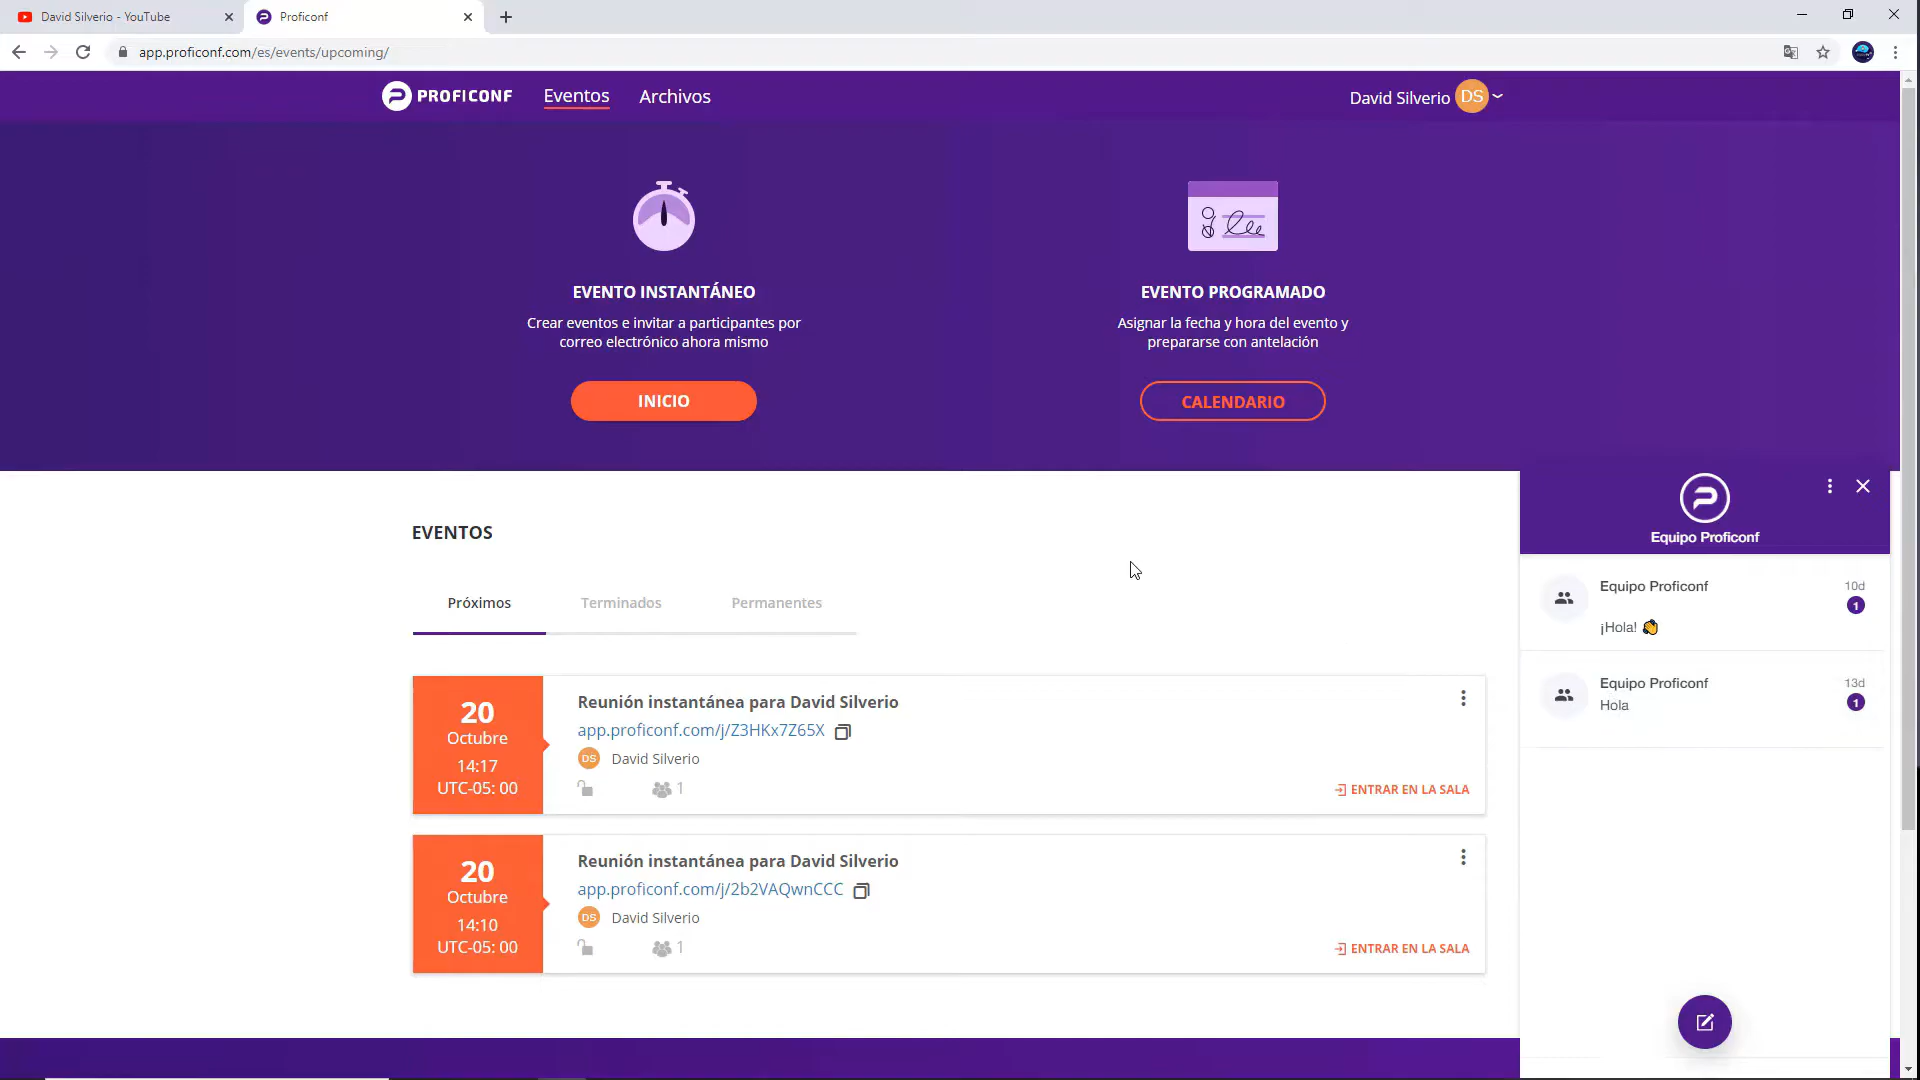 David Silverio - YouTube
Proficonf
app.proficonf.com/es/events/upcoming/
PROFICONF
Eventos
Archivos
David Silverio
DS
EVENTO INSTANTÁNEO
Crear eventos e invitar a participantes por
correo electrónico ahora mismo
INICIO
EVENTO PROGRAMADO
Asignar la fecha y hora del evento y
prepararse con antelación
CALENDARIO
EVENTOS
Próximos
Terminados
Permanentes
20
Octubre
14:17
UTC-05: 00
Reunión instantánea para David Silverio
app.proficonf.com/j/Z3HKx7Z65X
DS David Silverio
1
ENTRAR EN LA SALA
20
Octubre
14:10
UTC-05: 00
Reunión instantánea para David Silverio
app.proficonf.com/j/2b2VAQwnCCC
DS David Silverio
1
ENTRAR EN LA SALA
Equipo Proficonf
Equipo Proficonf
10d
1
¡Hola! 👏
Equipo Proficonf
13d
Hola
1